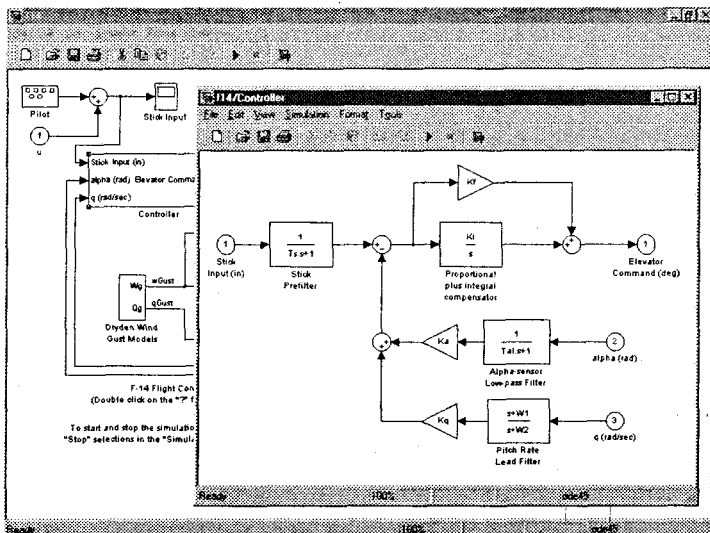 Pilot
1
u
Stick Input
Stick Input (in)
alpha (rad) Elevator Comma
q (rad/sec)
Controller
Wg
wGust
Qg
qGust
Dryden Wind
Gust Models
F-14 Flight Con
(Double click on the "?" f
To start and stop the simulatio
"Stop" selections in the "Simul
Ready
100%
ode45
f14/Controller
File Edit View Simulation Format Tools
Kf
1
Stick
Input (in)
1
Ts.s+1
Stick
Prefilter
Ki
s
Proportional
plus integral
compensator
1
Elevator
Command (deg)
Ka
1
Tal.s+1
Alpha-sensor
Low-pass Filter
2
alpha (rad)
Kq
s+W1
s+W2
Pitch Rate
Lead Filter
3
q (rad/sec)
Ready
100%
ode45